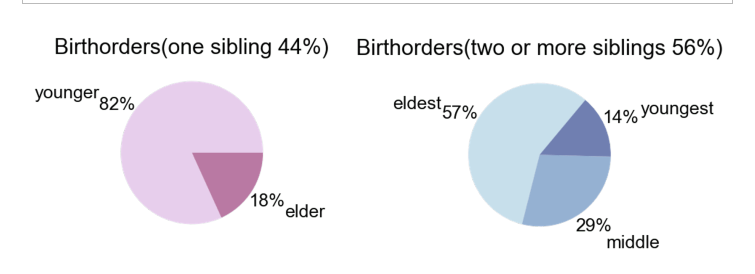 Birthorders(one sibling 44%)
younger
82%
18%
elder
Birthorders(two or more siblings 56%)
eldest
57%
14%
youngest
29%
middle